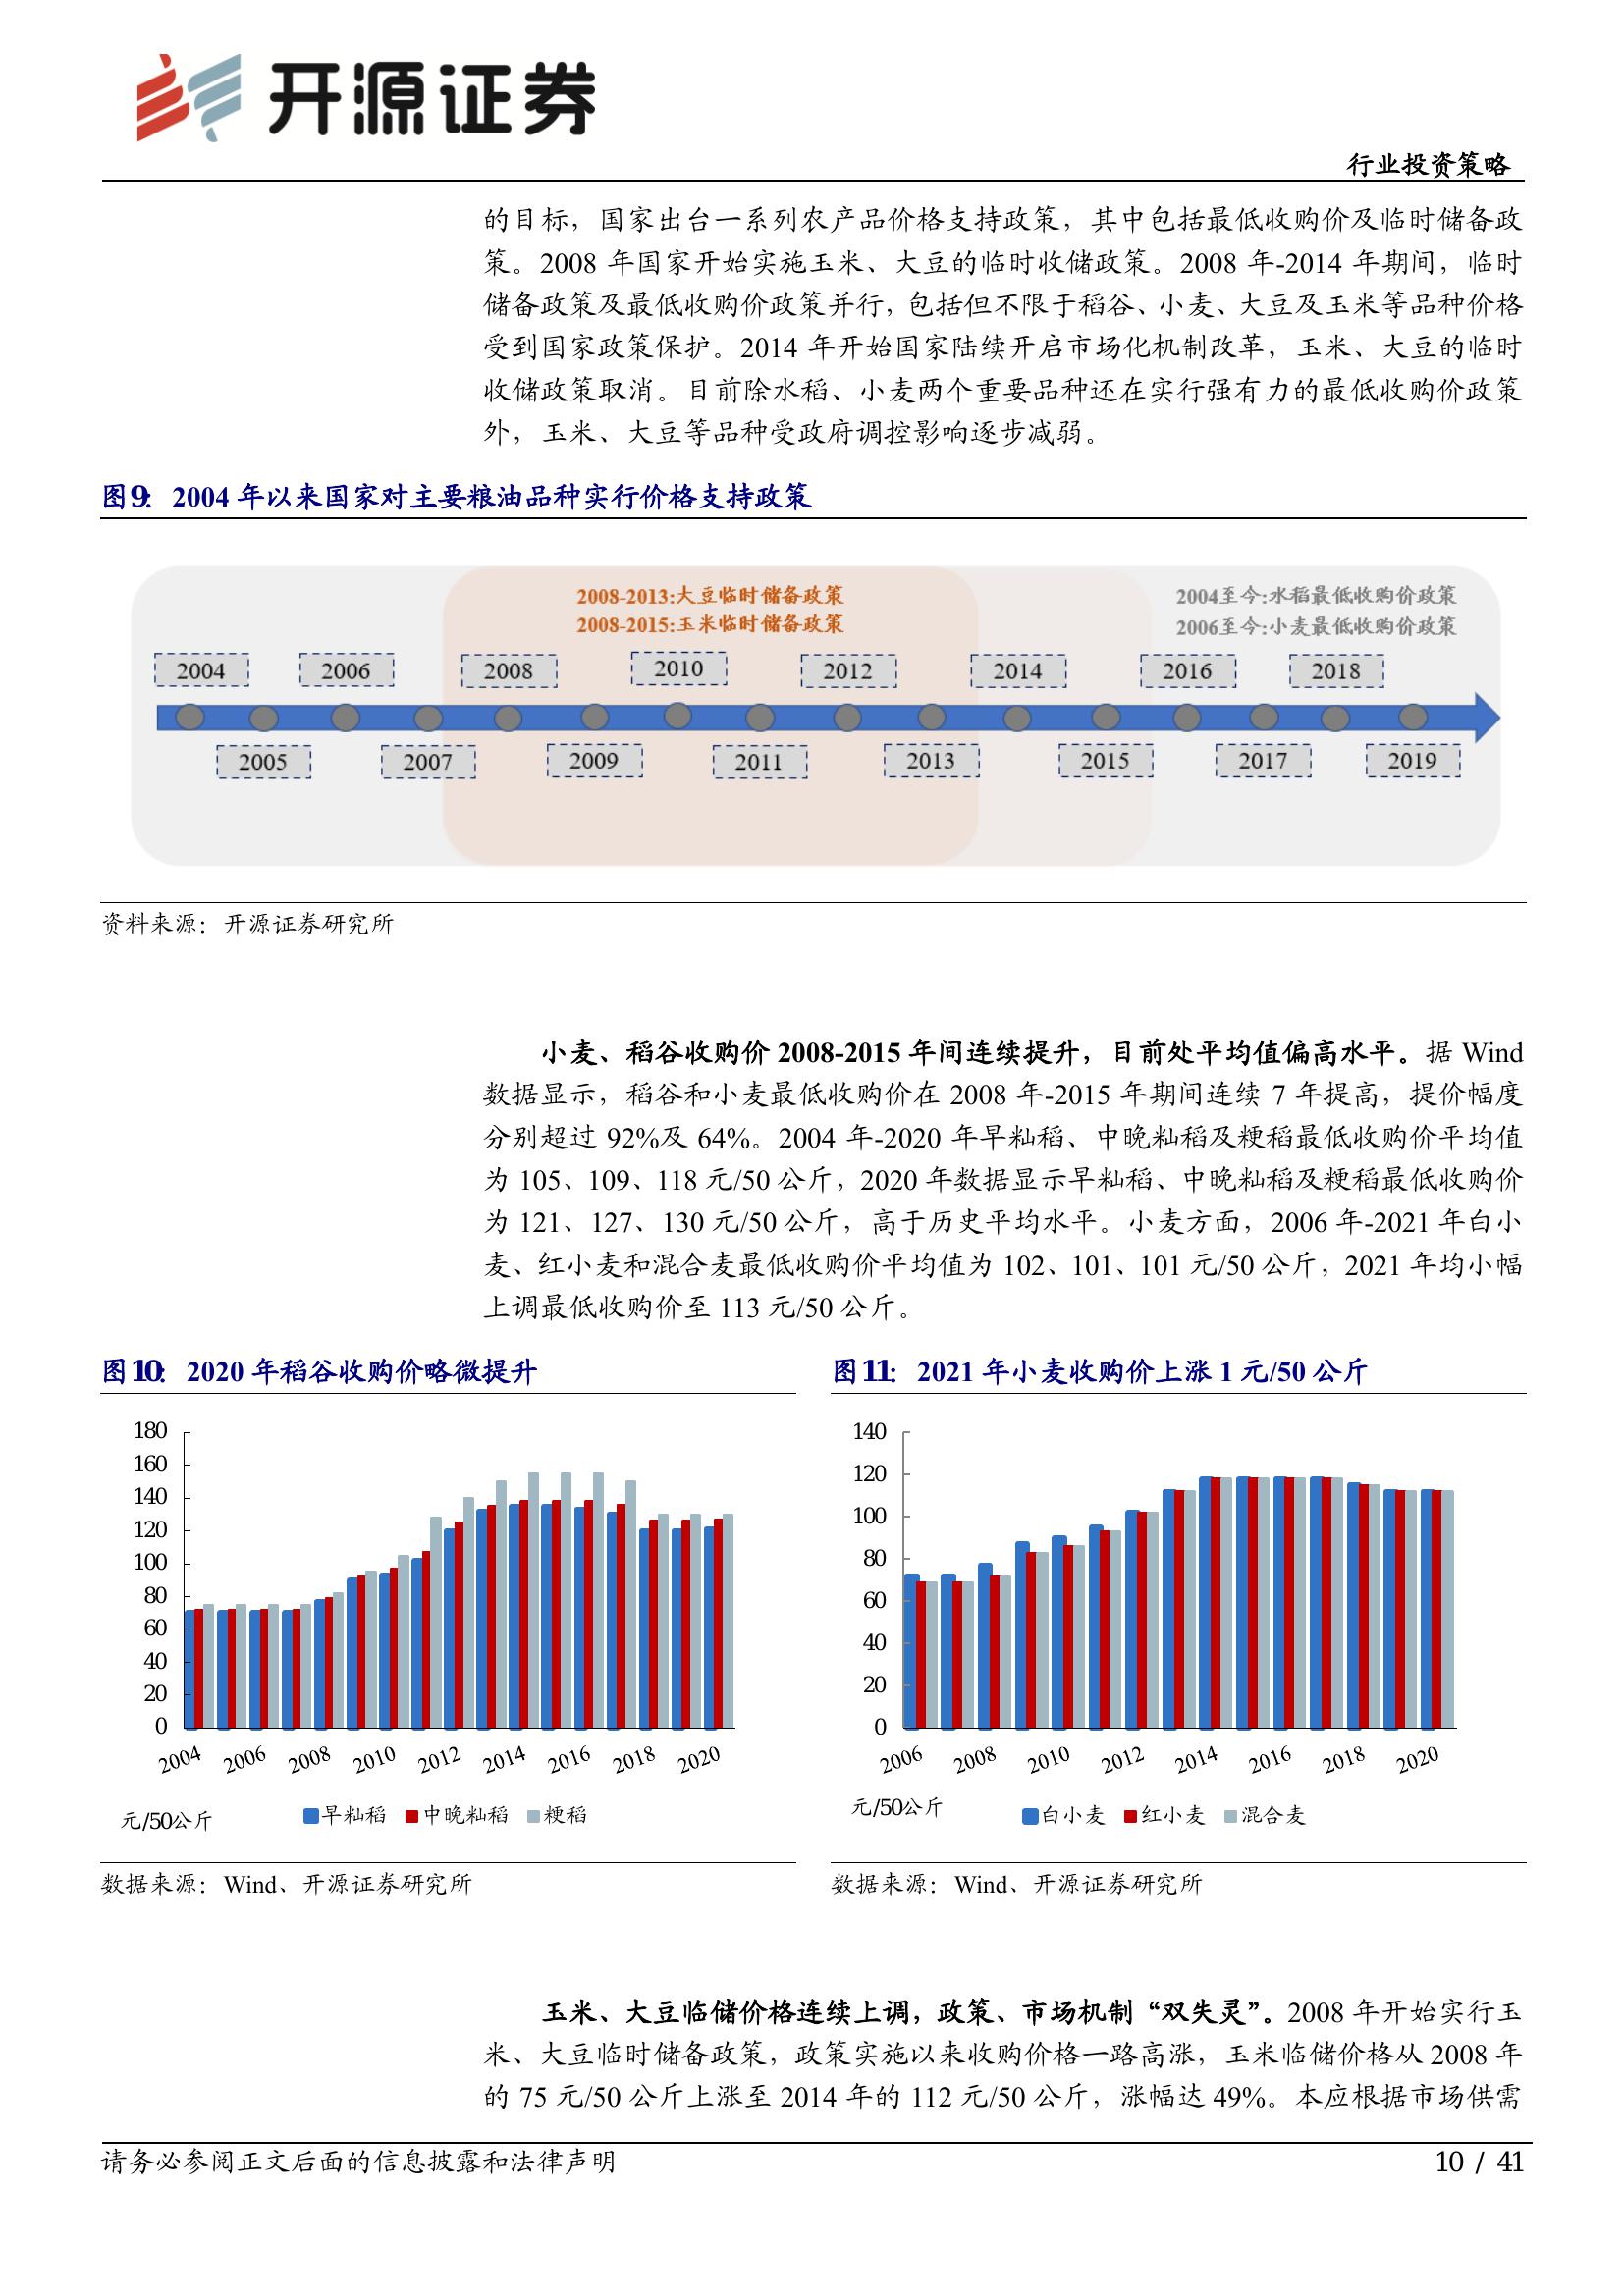 开源证券
行业投资策略
的目标，国家出台一系列农产品价格支持政策，其中包括最低收购价及临时储备政
策。2008 年国家开始实施玉米、大豆的临时收储政策。2008 年-2014 年期间，临时
储备政策及最低收购价政策并行，包括但不限于稻谷、小麦、大豆及玉米等品种价格
受到国家政策保护。2014 年开始国家陆续开启市场化机制改革，玉米、大豆的临时
收储政策取消。目前除水稻、小麦两个重要品种还在实行强有力的最低收购价政策
外，玉米、大豆等品种受政府调控影响逐步减弱。
图9：2004 年以来国家对主要粮油品种实行价格支持政策
2008-2013:大豆临时储备政策
2008-2015:玉米临时储备政策
2004至今:水稻最低收购价政策
2006至今:小麦最低收购价政策
2004 2006 2008 2010 2012 2014 2016 2018
2005 2007 2009 2011 2013 2015 2017 2019
资料来源：开源证券研究所
小麦、稻谷收购价 2008-2015 年间连续提升，目前处平均值偏高水平。据 Wind
数据显示，稻谷和小麦最低收购价在 2008 年-2015 年期间连续 7 年提高，提价幅度
分别超过 92%及 64%。2004 年-2020 年早籼稻、中晚籼稻及粳稻最低收购价平均值
为 105、109、118 元/50 公斤，2020 年数据显示早籼稻、中晚籼稻及粳稻最低收购价
为 121、127、130 元/50 公斤，高于历史平均水平。小麦方面，2006 年-2021 年白小
麦、红小麦和混合麦最低收购价平均值为 102、101、101 元/50 公斤，2021 年均小幅
上调最低收购价至 113 元/50 公斤。
图10：2020 年稻谷收购价略微提升
180
160
140
120
100
80
60
40
20
0
2004 2006 2008 2010 2012 2014 2016 2018 2020
元/50公斤
早籼稻 中晚籼稻 粳稻
数据来源：Wind、开源证券研究所
图11：2021 年小麦收购价上涨 1 元/50 公斤
140
120
100
80
60
40
20
0
2006 2008 2010 2012 2014 2016 2018 2020
元/50公斤
白小麦 红小麦 混合麦
数据来源：Wind、开源证券研究所
玉米、大豆临储价格连续上调，政策、市场机制“双失灵”。2008 年开始实行玉
米、大豆临时储备政策，政策实施以来收购价格一路高涨，玉米临储价格从 2008 年
的 75 元/50 公斤上涨至 2014 年的 112 元/50 公斤，涨幅达 49%。本应根据市场供需
请务必参阅正文后面的信息披露和法律声明
10 / 41